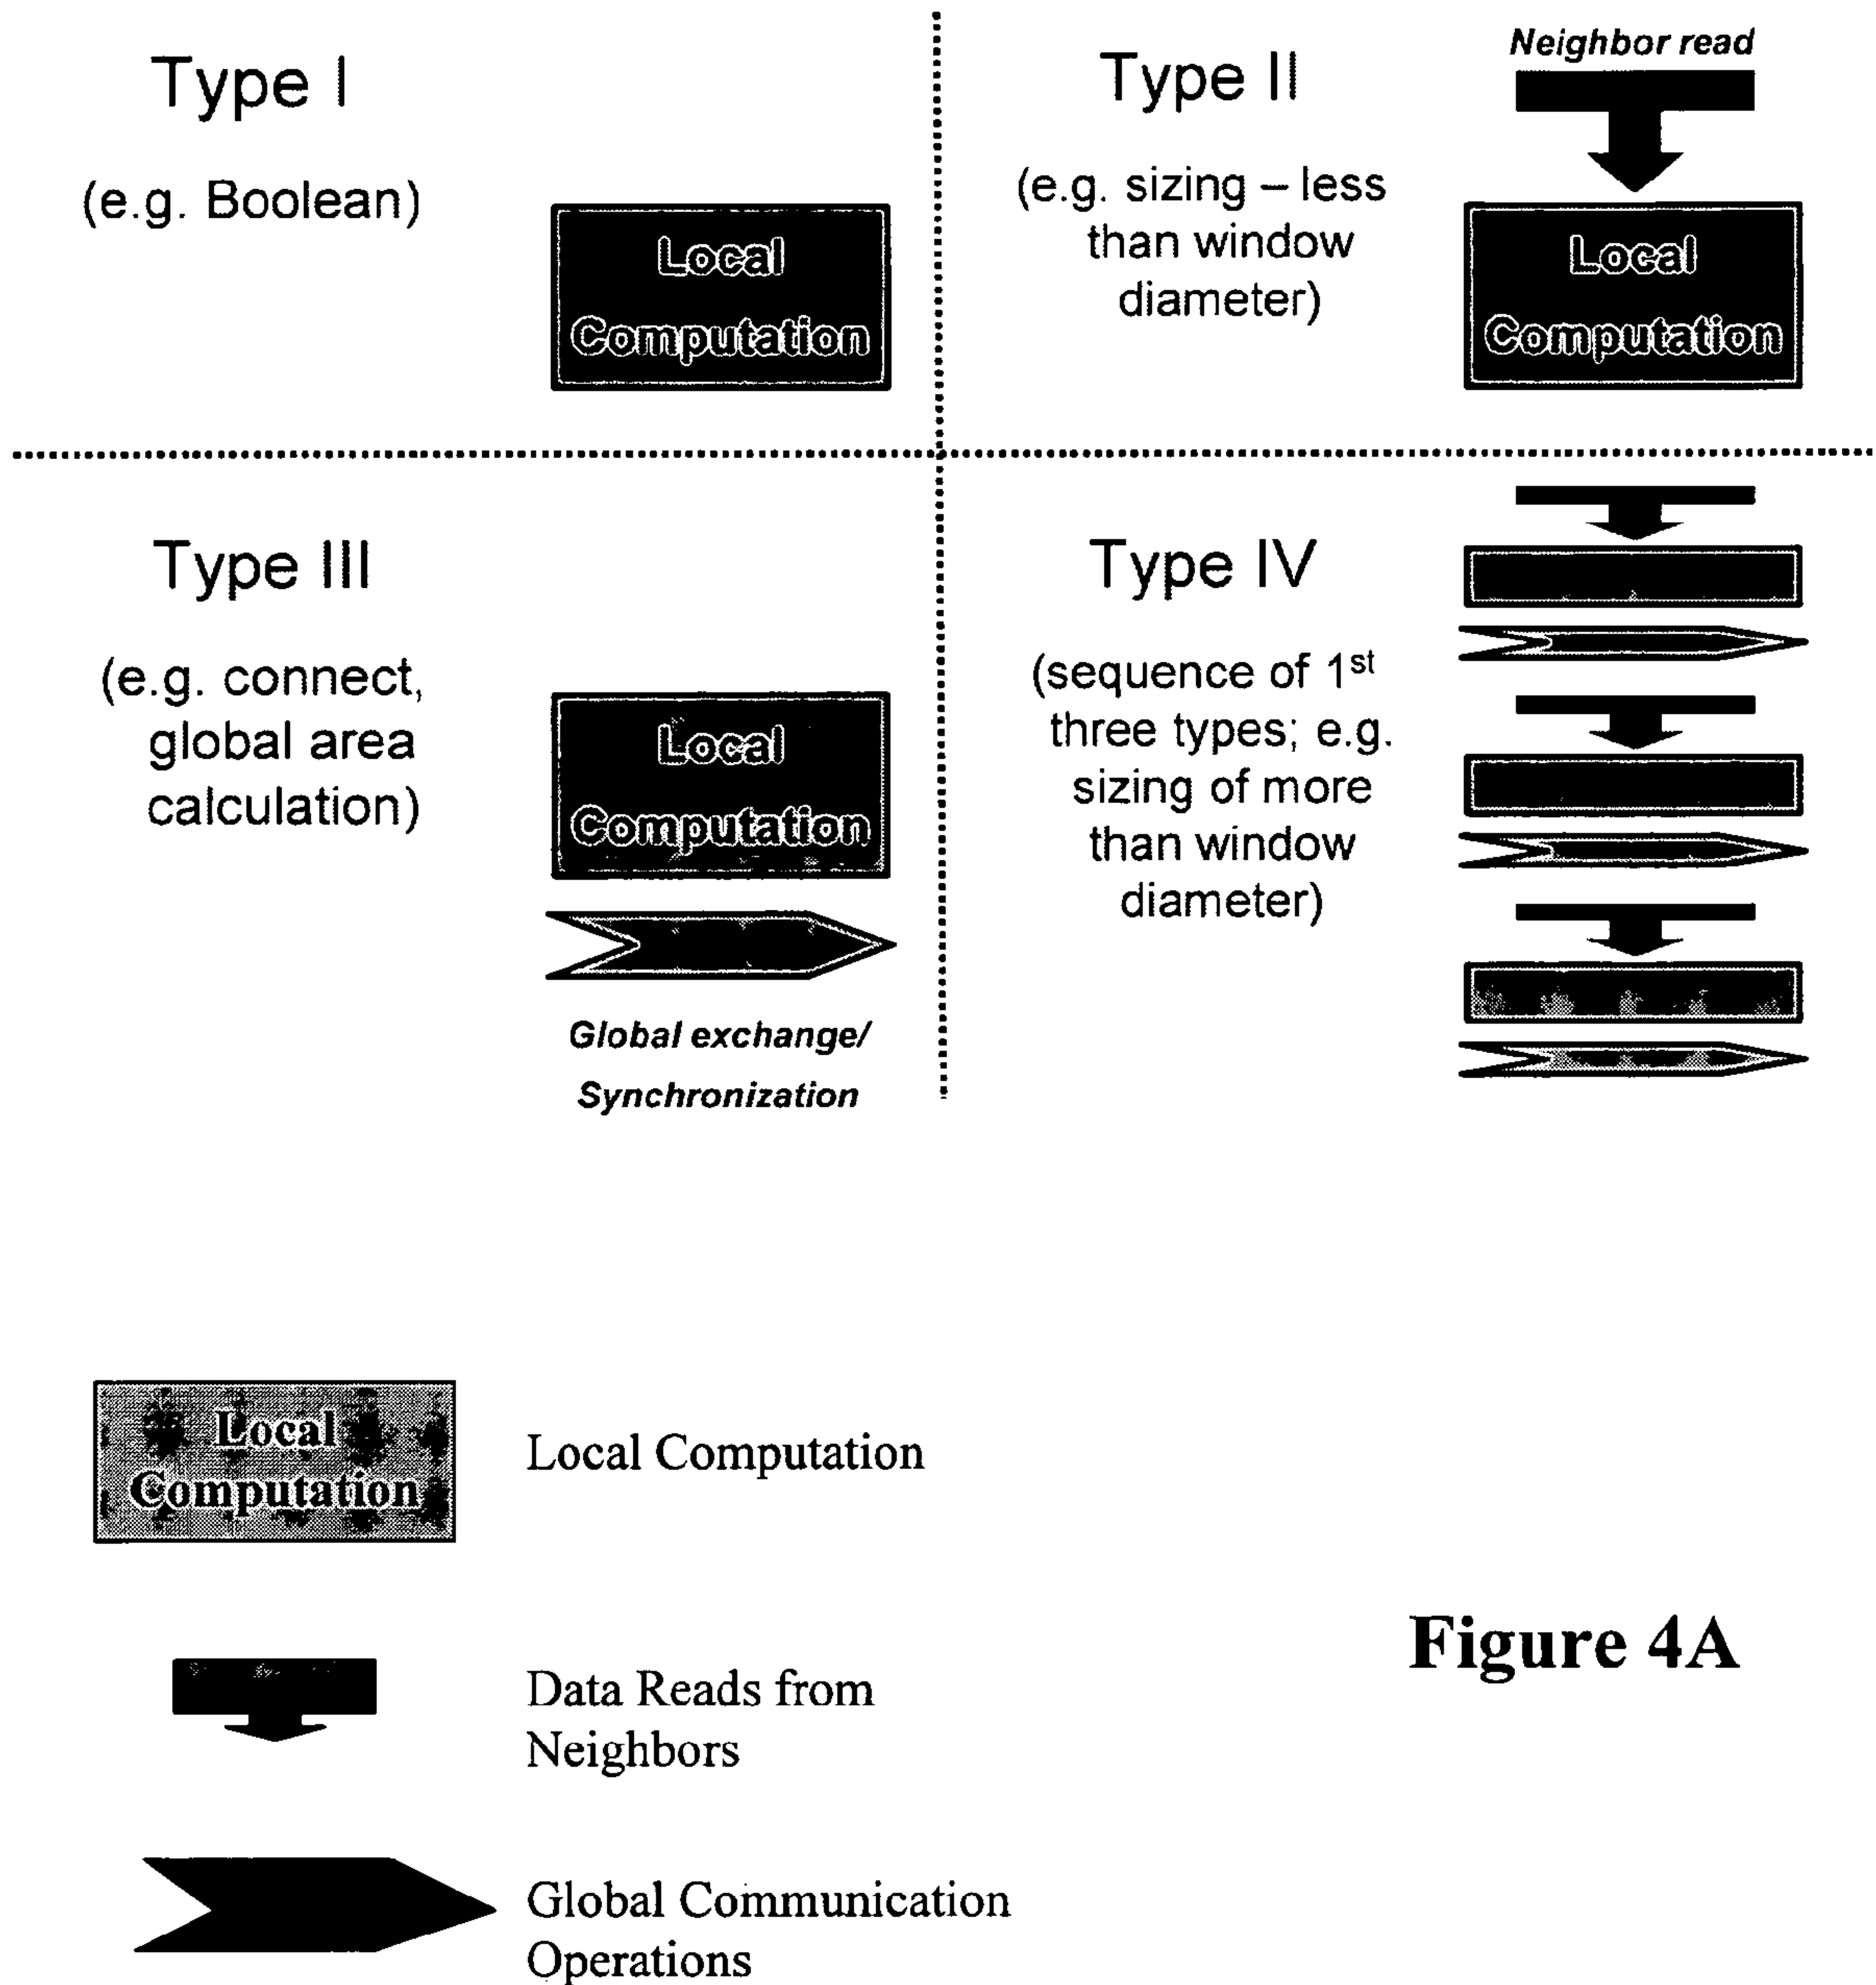 Type I
(e.g. Boolean)
Local
Computation
Type II
(e.g. sizing – less
than window
diameter)
Neighbor read
Local
Computation
Type III
(e.g. connect,
global area
calculation)
Local
Computation
Global exchange/
Synchronization
Type IV
(sequence of 1st
three types; e.g.
sizing of more
than window
diameter)
Local
Computation
Local Computation
Data Reads from
Neighbors
Global Communication
Operations
Figure 4A